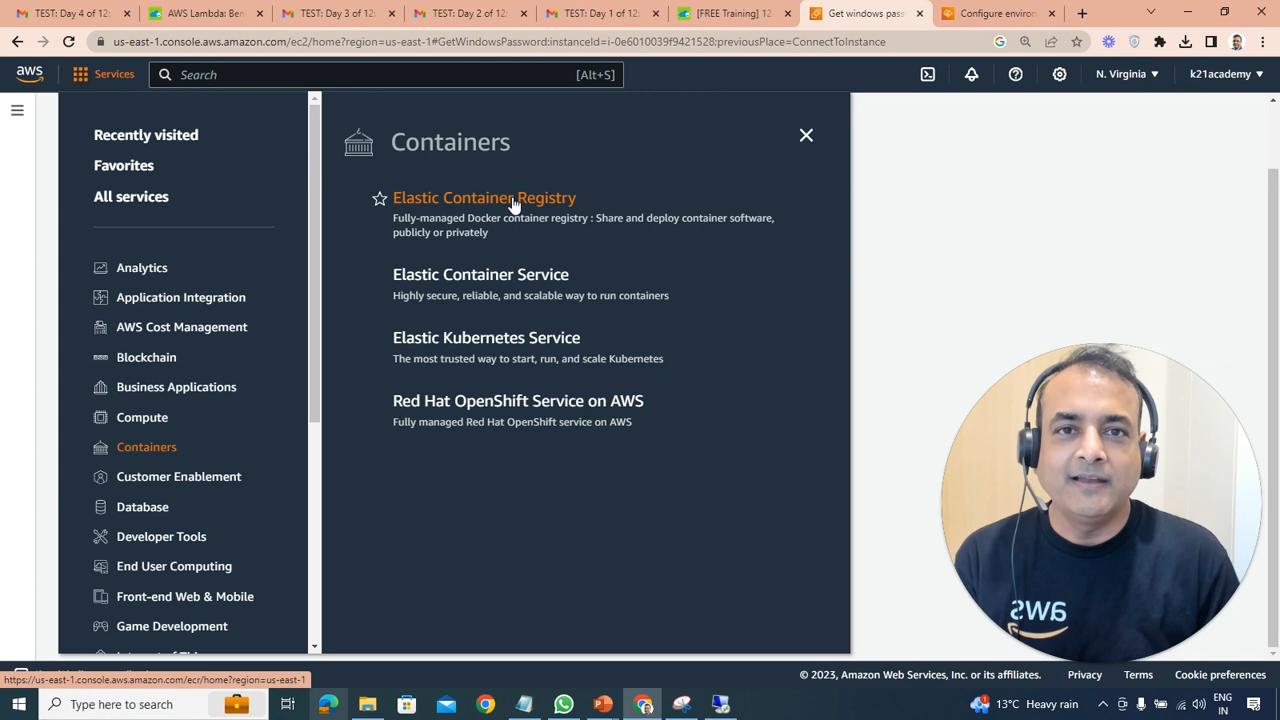 TEST: Day 4 of 12:
AWS Lambda: Ben
TEST: Day 3 of 12:
TEST: Day 2 of 12:
TEST: Day 1 of 12:
[FREE Training] 12
Get windows pass
Configure environ
us-east-1.console.aws.amazon.com/ec2/home?region=us-east-1#GetWindowsPassword:instanceId=i-0e6010039f9421528;previousPlace=ConnectToInstance
aws
Services
Search
[Alt+S]
N. Virginia
k21academy
Recently visited
Favorites
All services
Analytics
Application Integration
AWS Cost Management
Blockchain
Business Applications
Compute
Containers
Customer Enablement
Database
Developer Tools
End User Computing
Front-end Web & Mobile
Game Development
Containers
Elastic Container Registry
Fully-managed Docker container registry : Share and deploy container software,
publicly or privately
Elastic Container Service
Highly secure, reliable, and scalable way to run containers
Elastic Kubernetes Service
The most trusted way to start, run, and scale Kubernetes
Red Hat OpenShift Service on AWS
Fully managed Red Hat OpenShift service on AWS
aws
https://us-east-1.console.aws.amazon.com/ecr/home?region=us-east-1
© 2023, Amazon Web Services, Inc. or its affiliates.
Privacy
Terms
Cookie preferences
Type here to search
13°C Heavy rain
ENG
IN